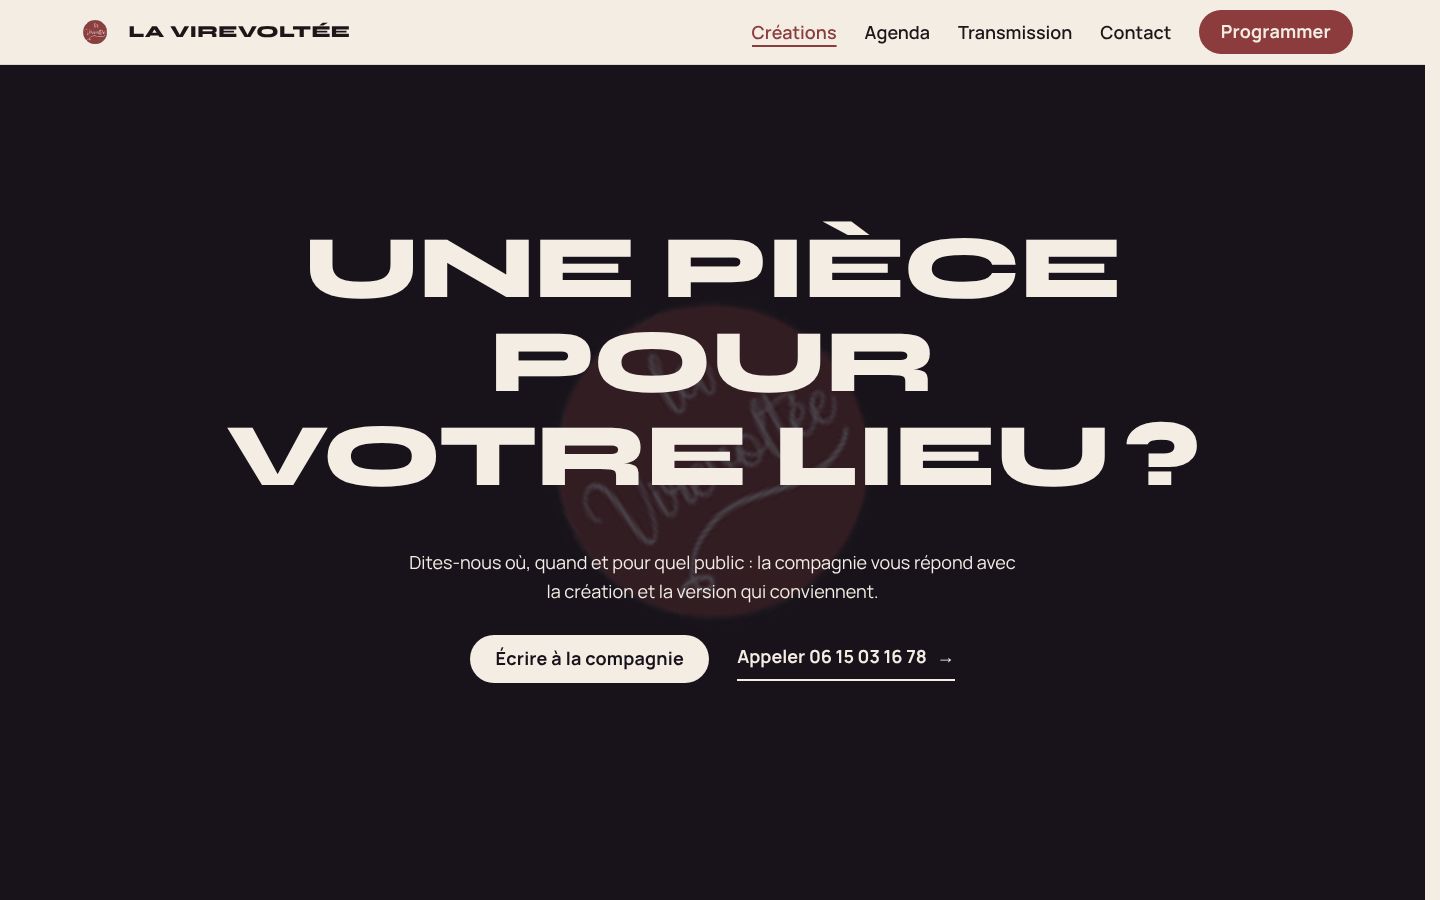 LA VIREVOLTÉE
Créations
Agenda
Transmission
Contact
Programmer
UNE PIÈCE
POUR
VOTRE LIEU ?
la
Virevoltée
Dites-nous où, quand et pour quel public : la compagnie vous répond avec
la création et la version qui conviennent.
Écrire à la compagnie
Appeler 06 15 03 16 78 →